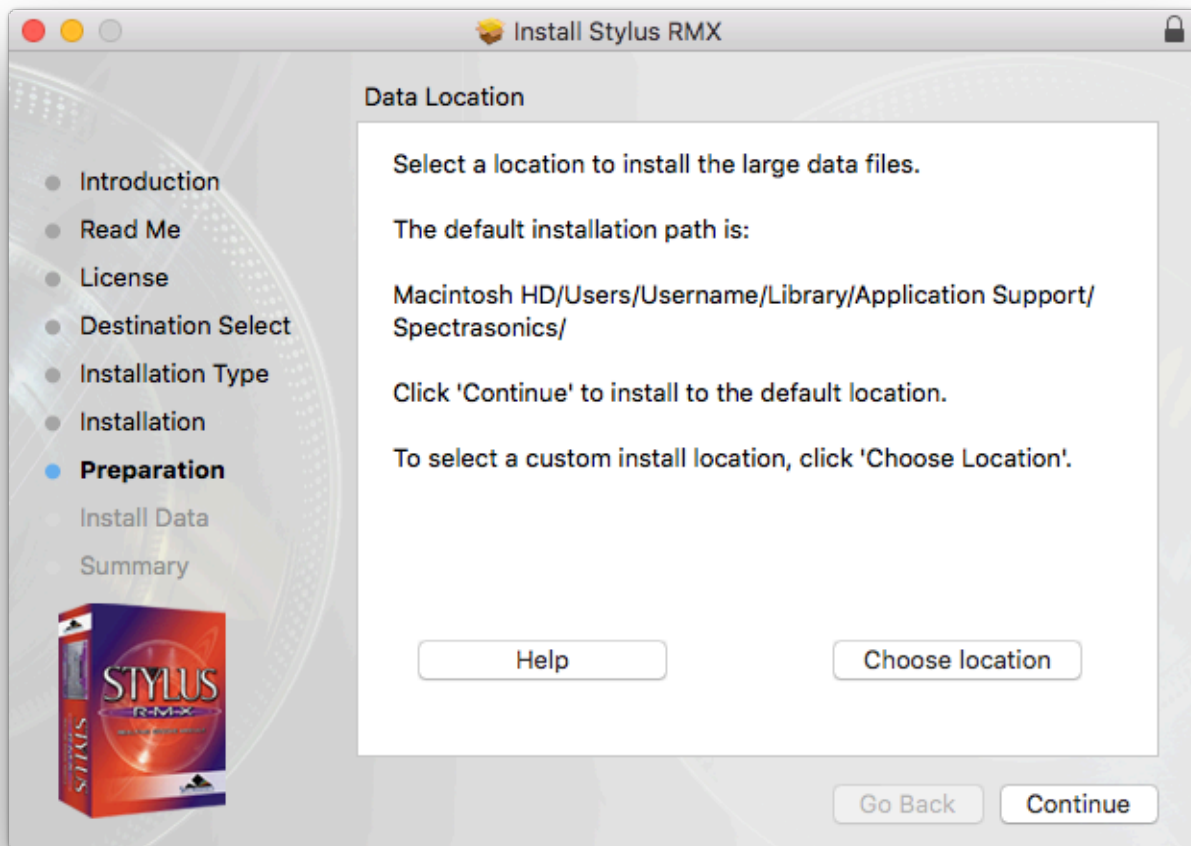 Install Stylus RMX
Data Location
Introduction
Read Me
License
Destination Select
Installation Type
Installation
Preparation
Install Data
Summary
Select a location to install the large data files.
The default installation path is:
Macintosh HD/Users/Username/Library/Application Support/
Spectrasonics/
Click 'Continue' to install to the default location.
To select a custom install location, click 'Choose Location'.
Help
Choose location
STYLUS
RMX
STYLUS
Go Back
Continue